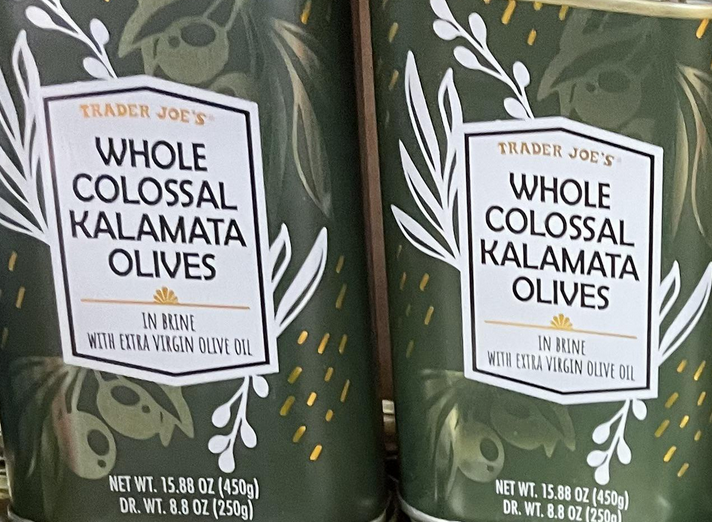 TRADER JOE'S
WHOLE
COLOSSAL
KALAMATA
OLIVES
IN BRINE
WITH EXTRA VIRGIN OLIVE OIL
NET WT. 15.88 OZ (450g)
DR. WT. 8.8 OZ (250g)
TRADER JOE'S
WHOLE
COLOSSAL
KALAMATA
OLIVES
IN BRINE
WITH EXTRA VIRGIN OLIVE OIL
NET WT. 15.88 OZ (450g)
DR. WT. 8.8 OZ (250g)